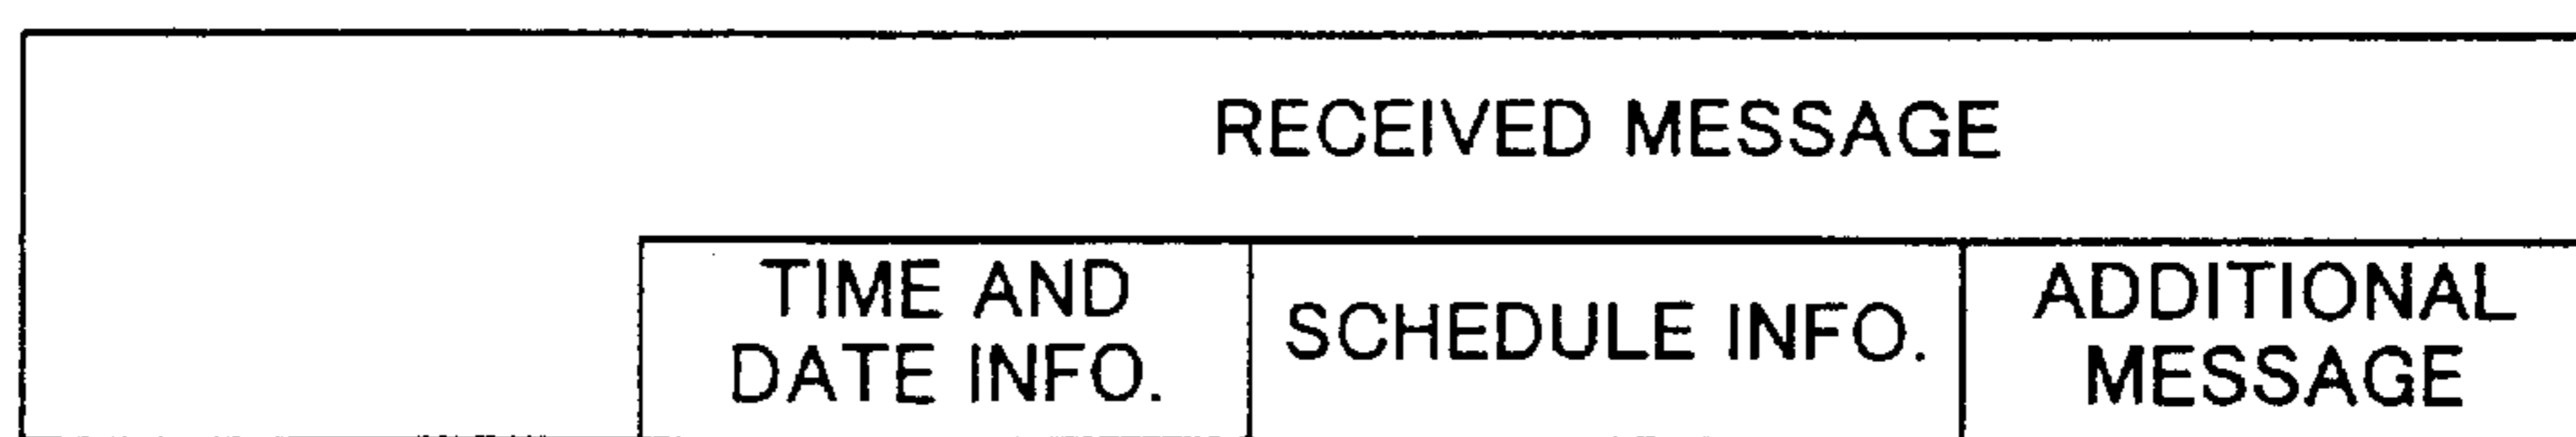 RECEIVED MESSAGE
TIME AND
DATE INFO.
SCHEDULE INFO.
ADDITIONAL
MESSAGE